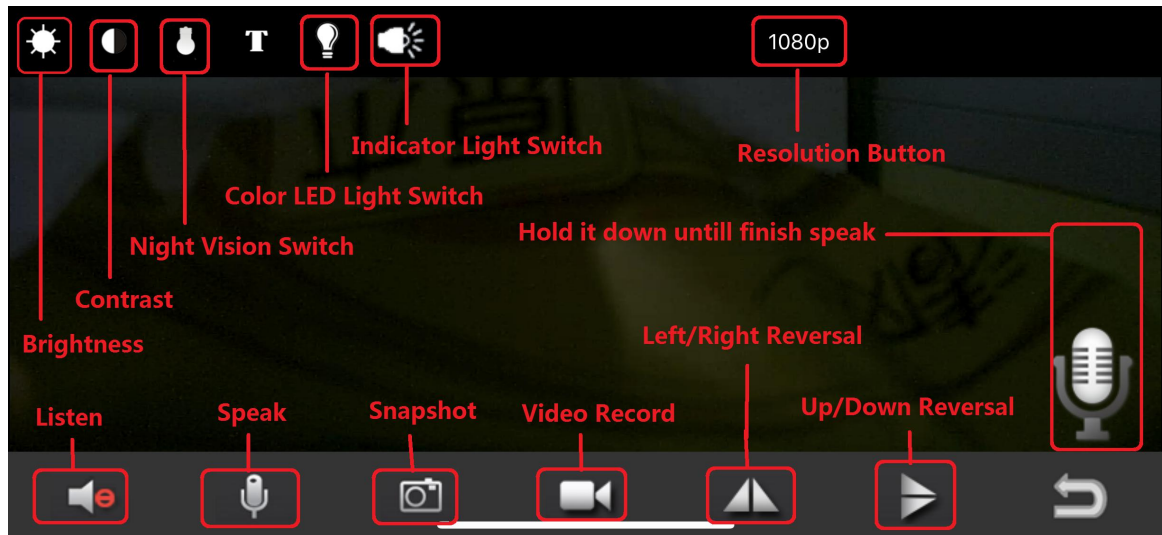 T
1080p
Indicator Light Switch
Resolution Button
Color LED Light Switch
Hold it down untill finish speak
Night Vision Switch
Contrast
Left/Right Reversal
Brightness
Listen
Speak
Snapshot
Video Record
Up/Down Reversal